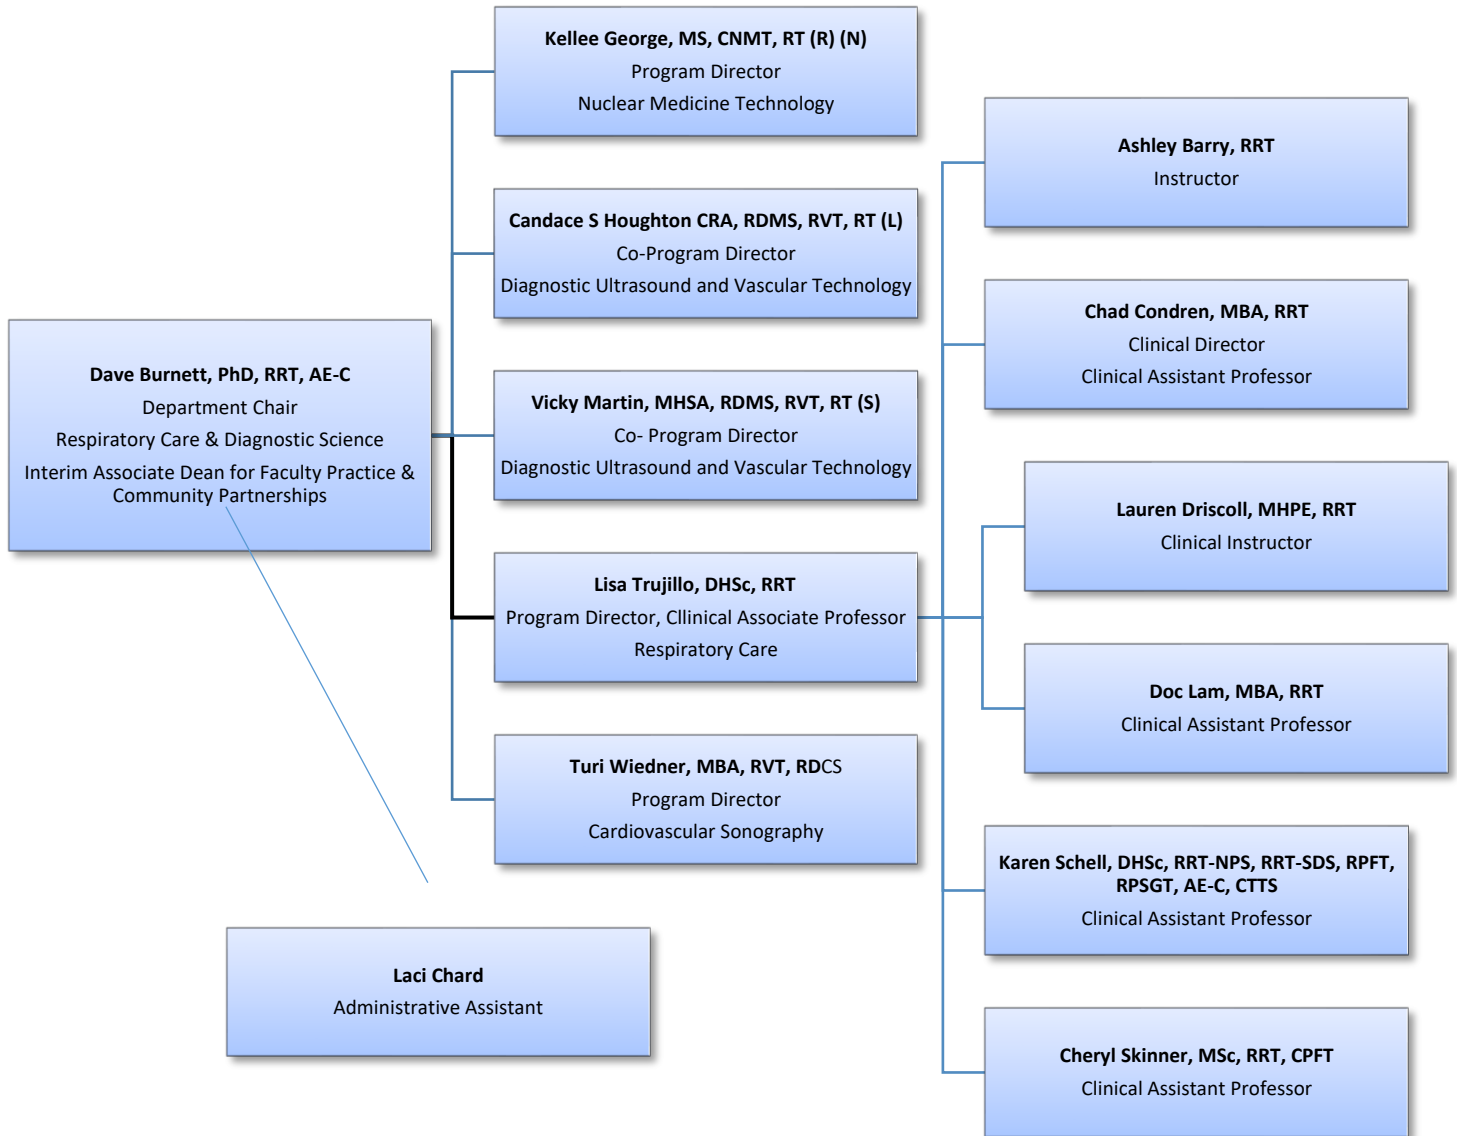 Kellee George, MS, CNMT, RT (R) (N)
Program Director
Nuclear Medicine Technology
Candace S Houghton CRA, RDMS, RVT, RT (L)
Co-Program Director
Diagnostic Ultrasound and Vascular Technology
Dave Burnett, PhD, RRT, AE-C
Department Chair
Respiratory Care & Diagnostic Science
Interim Associate Dean for Faculty Practice &
Community Partnerships
Vicky Martin, MHSA, RDMS, RVT, RT (S)
Co- Program Director
Diagnostic Ultrasound and Vascular Technology
Lisa Trujillo, DHSc, RRT
Program Director, Cllinical Associate Professor
Respiratory Care
Turi Wiedner, MBA, RVT, RDCS
Program Director
Cardiovascular Sonography
Laci Chard
Administrative Assistant
Ashley Barry, RRT
Instructor
Chad Condren, MBA, RRT
Clinical Director
Clinical Assistant Professor
Lauren Driscoll, MHPE, RRT
Clinical Instructor
Doc Lam, MBA, RRT
Clinical Assistant Professor
Karen Schell, DHSc, RRT-NPS, RRT-SDS, RPFT,
RPSGT, AE-C, CTTS
Clinical Assistant Professor
Cheryl Skinner, MSc, RRT, CPFT
Clinical Assistant Professor